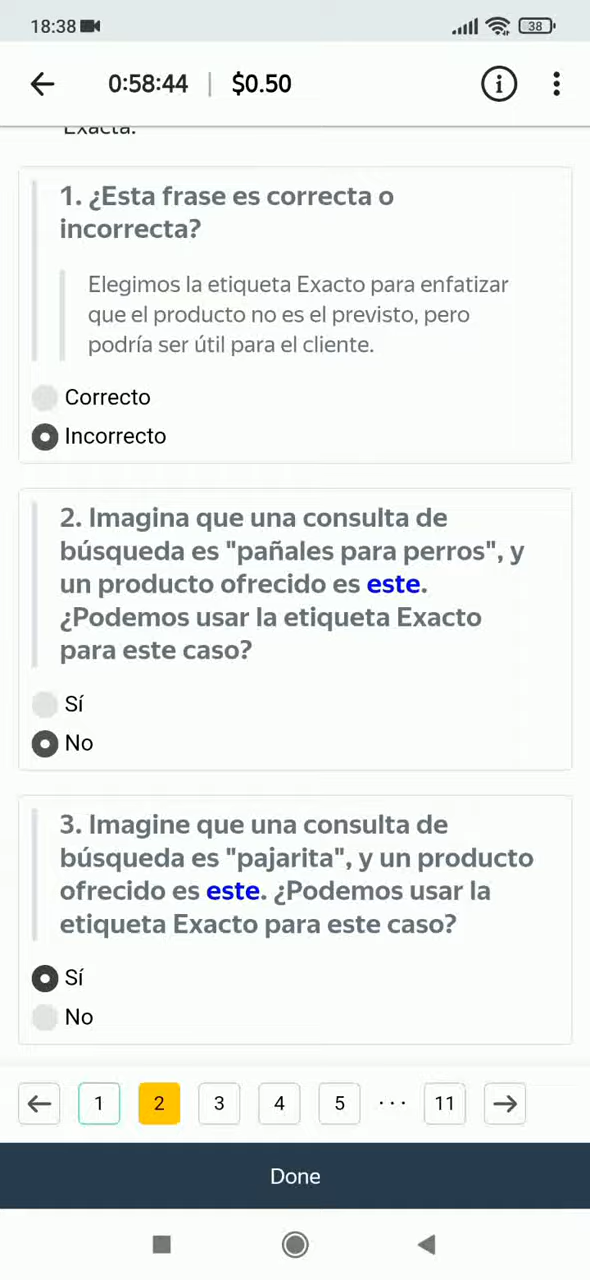 18:38
38
0:58:44 | $0.50
Exacta.
1. ¿Esta frase es correcta o
incorrecta?
Elegimos la etiqueta Exacto para enfatizar
que el producto no es el previsto, pero
podría ser útil para el cliente.
Correcto
Incorrecto
2. Imagina que una consulta de
búsqueda es "pañales para perros", y
un producto ofrecido es este.
¿Podemos usar la etiqueta Exacto
para este caso?
Sí
No
3. Imagine que una consulta de
búsqueda es "pajarita", y un producto
ofrecido es este. ¿Podemos usar la
etiqueta Exacto para este caso?
Sí
No
1 2 3 4 5 ... 11
Done